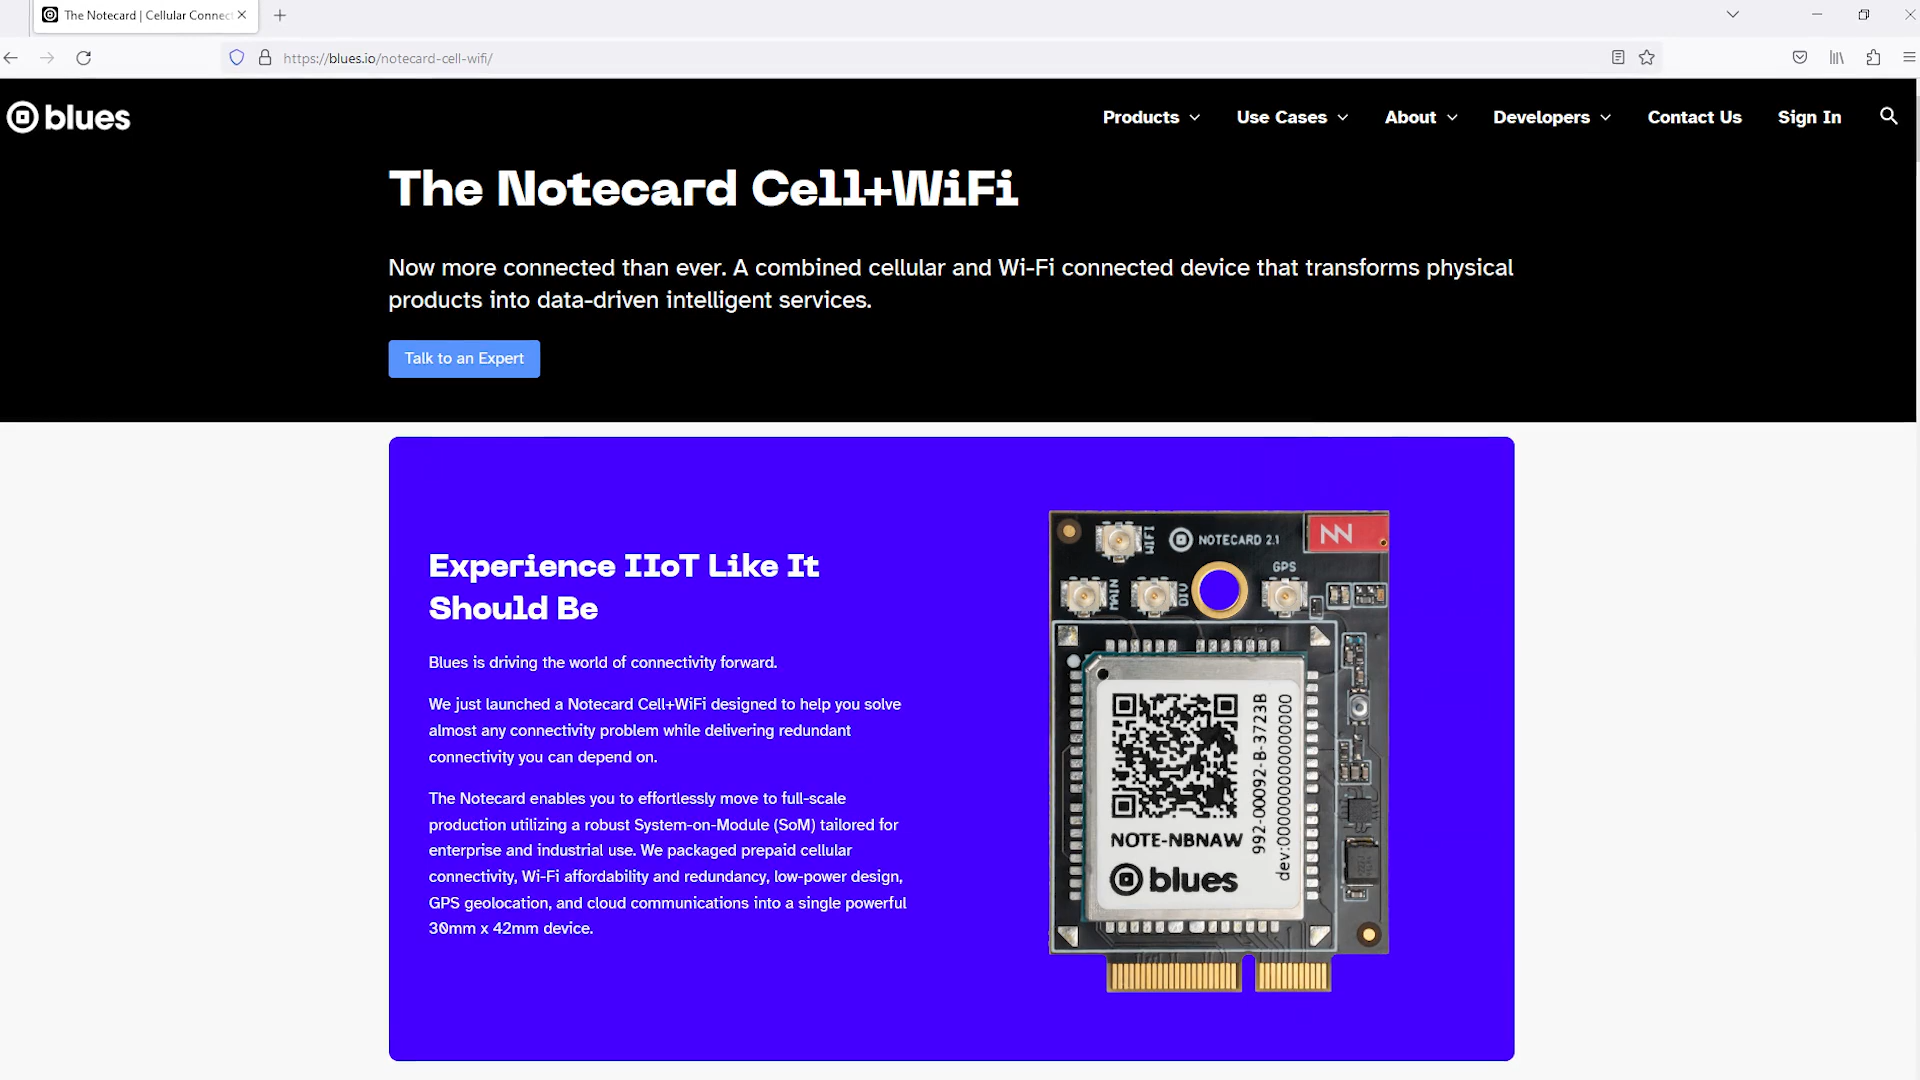 The Notecard | Cellular Connect
https://blues.io/notecard-cell-wifi/
blues
Products
Use Cases
About
Developers
Contact Us
Sign In
The Notecard Cell+WiFi
Now more connected than ever. A combined cellular and Wi-Fi connected device that transforms physical
products into data-driven intelligent services.
Talk to an Expert
Experience IIoT Like It
Should Be
Blues is driving the world of connectivity forward.
We just launched a Notecard Cell+WiFi designed to help you solve
almost any connectivity problem while delivering redundant
connectivity you can depend on.
The Notecard enables you to effortlessly move to full-scale
production utilizing a robust System-on-Module (SoM) tailored for
enterprise and industrial use. We packaged prepaid cellular
connectivity, Wi-Fi affordability and redundancy, low-power design,
GPS geolocation, and cloud communications into a single powerful
30mm x 42mm device.
WIFI
NOTECARD 2.1
GPS
MAIN
DIV
NOTE-NBNAW
blues
992-00092-B-3723B
dev:000000000000000